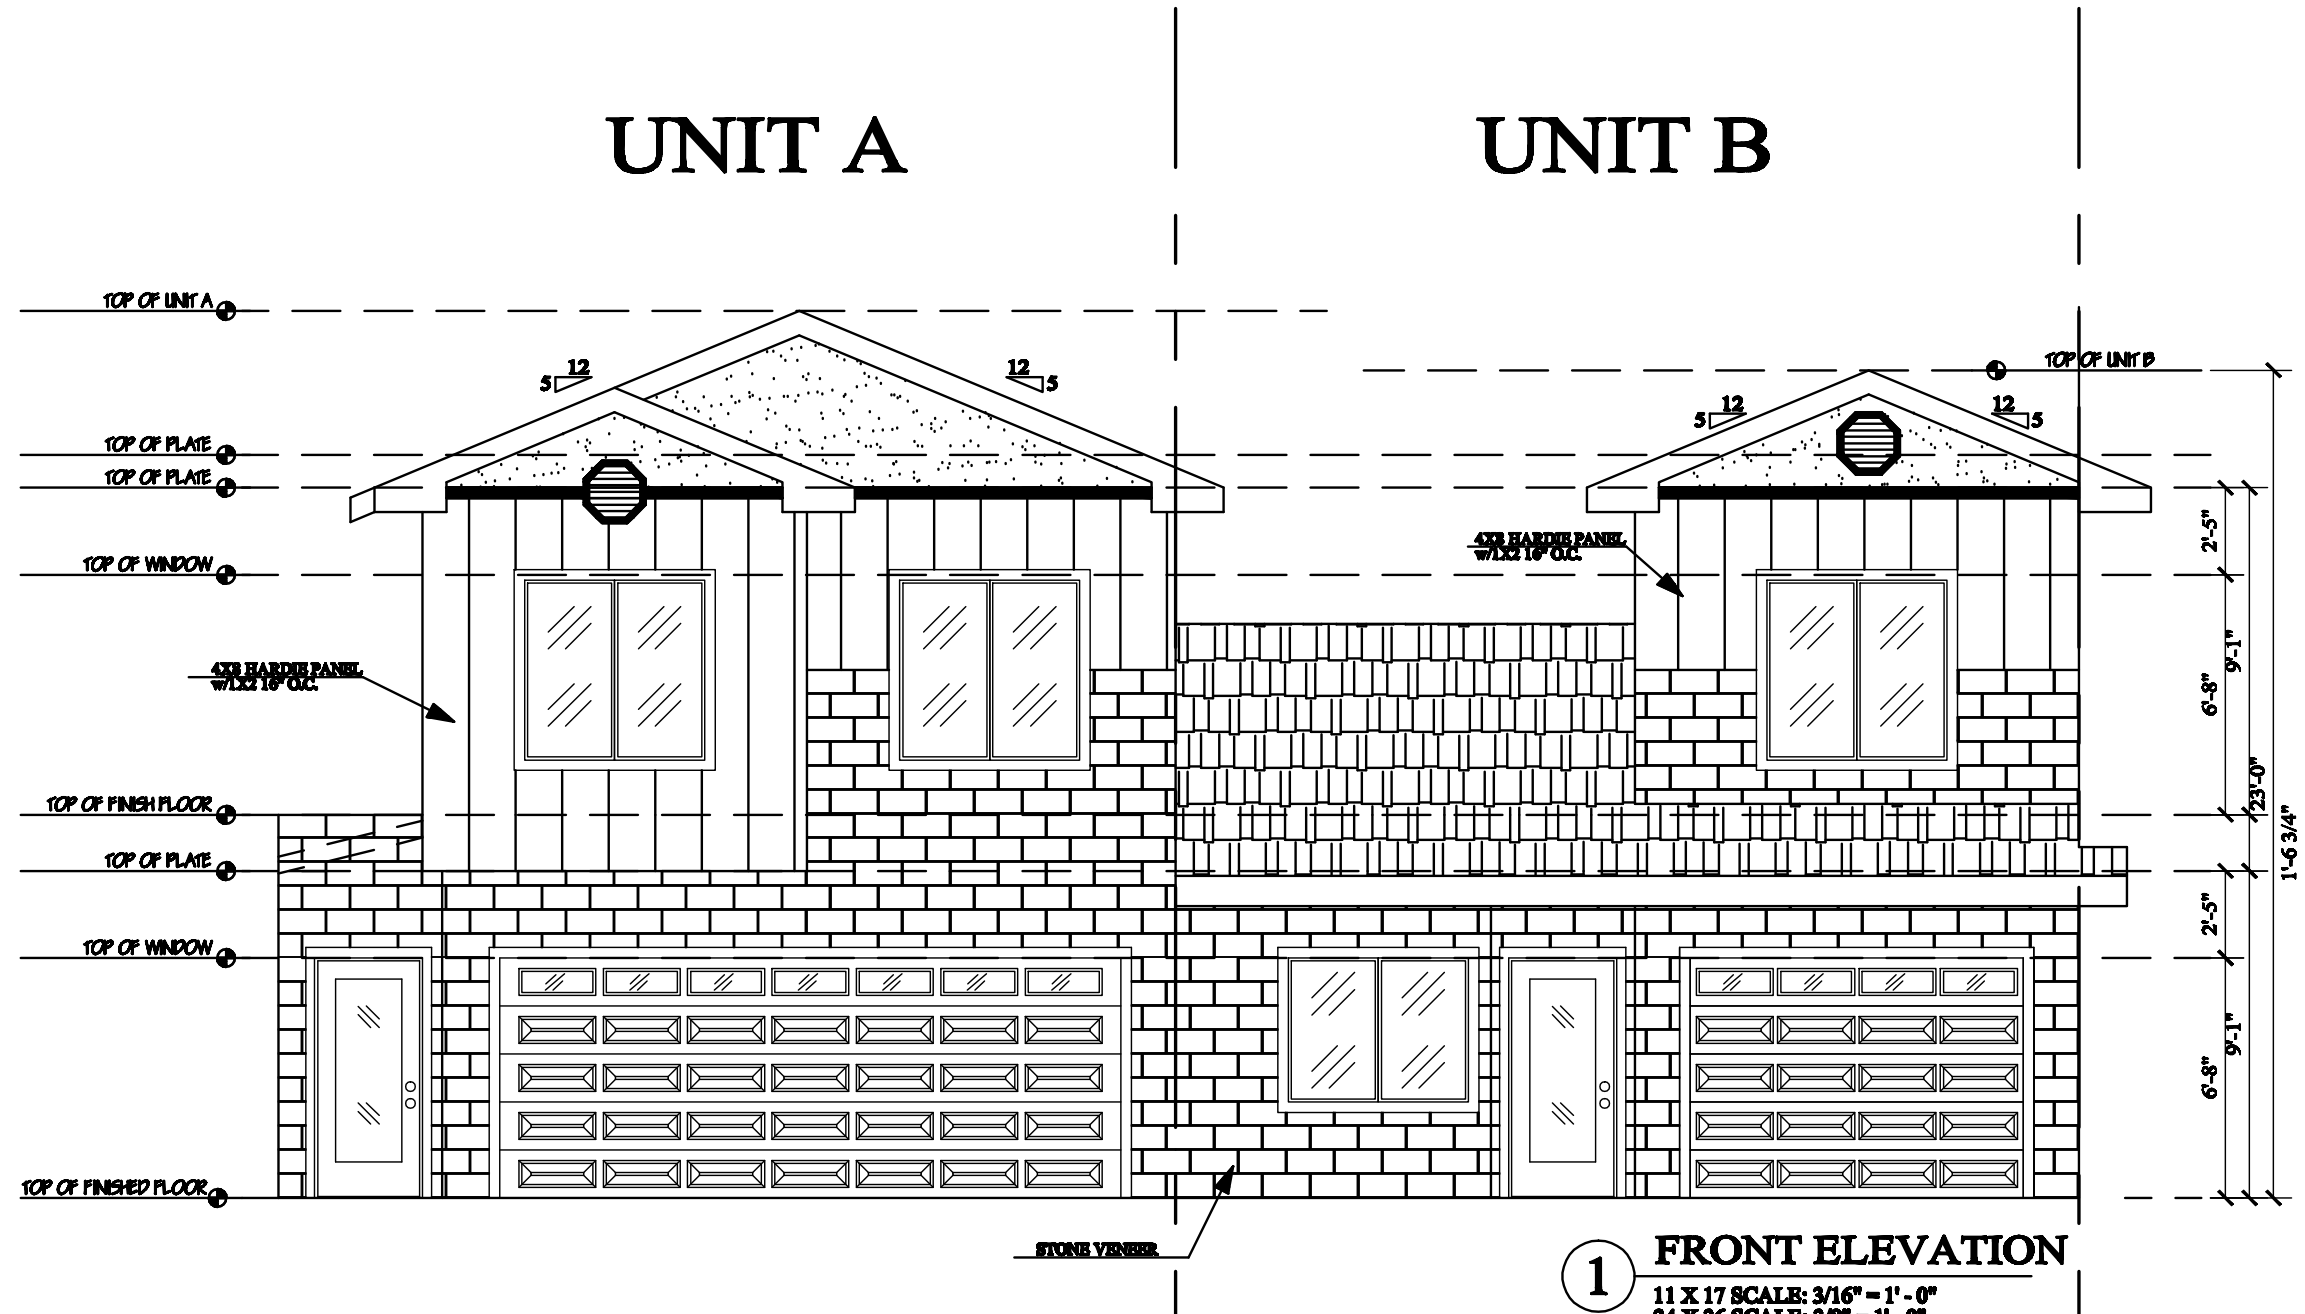 UNIT A
UNIT B
TOP OF UNIT A
TOP OF UNIT B
12
5
12
5
12
5
12
5
TOP OF PLATE
TOP OF PLATE
TOP OF WINDOW
4X8 HARDIE PANEL
w/1X2 16" O.C.
4X8 HARDIE PANEL
w/1X2 16" O.C.
TOP OF FINISH FLOOR
TOP OF PLATE
TOP OF WINDOW
TOP OF FINISHED FLOOR
2'-5"
9'-1"
6'-8"
23'-0"
1'-6 3/4"
2'-5"
9'-1"
6'-8"
STONE VENEER
1
FRONT ELEVATION
11 X 17 SCALE: 3/16" = 1' - 0"